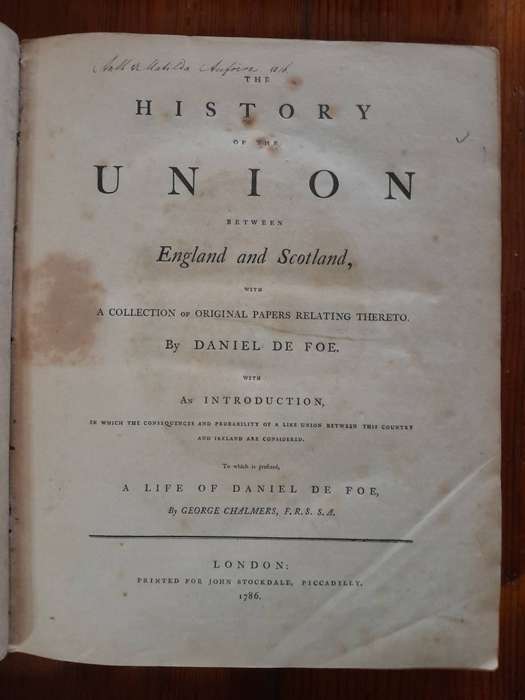 Matilda Aufrere
THE
HISTORY
OF THE
UNION
BETWEEN
England and Scotland,
WITH
A COLLECTION OF ORIGINAL PAPERS RELATING THERETO.
By DANIEL DE FOE.
WITH
AN INTRODUCTION,
IN WHICH THE CONSEQUENCES AND PROBABILITY OF A LIKE UNION BETWEEN THIS COUNTRY
AND IRELAND ARE CONSIDERED.
To which is prefixed,
A LIFE OF DANIEL DE FOE,
By GEORGE CHALMERS, F.R.S. S.A.
LONDON:
PRINTED FOR JOHN STOCKDALE, PICCADILLY.
1786.